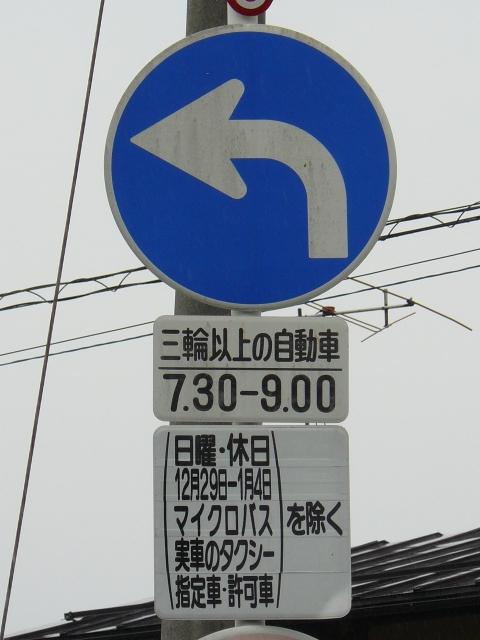 三輪以上の自動車
7.30-9.00
日曜・休日
12月29日-1月4日
マイクロバス
実車のタクシー
指定車・許可車
を除く